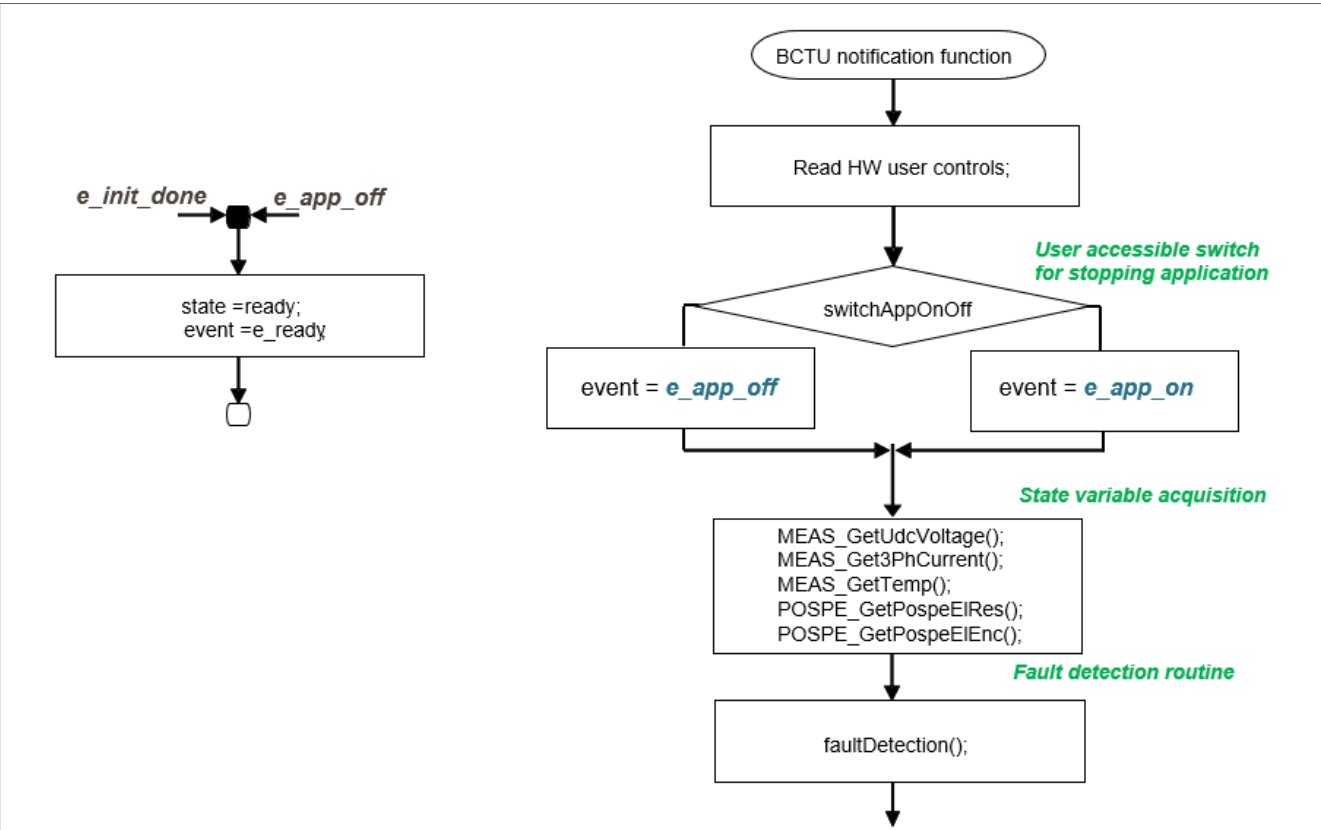 e_init_done
e_app_off
state =ready;
event =e_ready;
BCTU notification function
Read HW user controls;
User accessible switch
for stopping application
switchAppOnOff
event = e_app_off
event = e_app_on
State variable acquisition
MEAS_GetUdcVoltage();
MEAS_Get3PhCurrent();
MEAS_GetTemp();
POSPE_GetPospeElRes();
POSPE_GetPospeElEnc();
Fault detection routine
faultDetection();